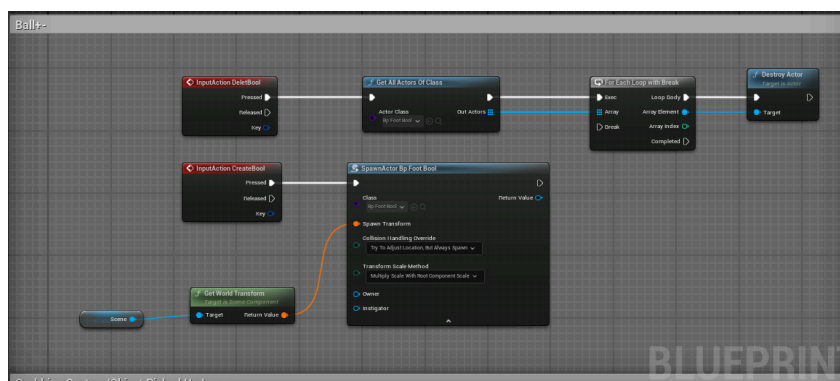 Ball+-
InputAction DeletBool
Pressed
Released
Key
Get All Actors Of Class
Actor Class
Bp Foot Bool
Out Actors
For Each Loop with Break
Exec
Loop Body
Array
Array Element
Break
Array Index
Completed
Destroy Actor
Target is Actor
Target
InputAction CreateBool
Pressed
Released
Key
SpawnActor Bp Foot Bool
Class
Return Value
Bp Foot Bool
Spawn Transform
Collision Handling Override
Try To Adjust Location, But Always Spawn
Transform Scale Method
Multiply Scale With Root Component Scale
Owner
Instigator
Get World Transform
Target is Scene Component
Target
Return Value
Scene
BLUEPRINT